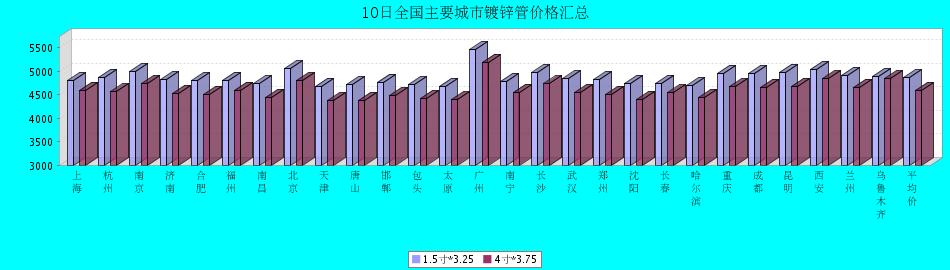 10日全国主要城市镀锌管价格汇总
5500
5000
4500
4000
3500
3000
上海 杭州 南京 济南 合肥 福州 南昌 北京 天津 唐山 邯郸 包头 太原 广州 南宁 长沙 武汉 郑州 沈阳 长春 哈尔滨 重庆 成都 昆明 西安 兰州 乌鲁木齐 平均价
1.5寸*3.25 4寸*3.75